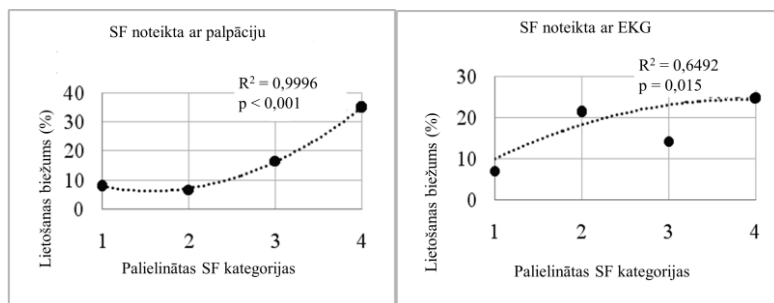 SF noteikta ar palpāciju
R² = 0,9996
p < 0,001
Lietošanas biežums (%)
40
30
20
10
0
1 2 3 4
Palielinātas SF kategorijas
SF noteikta ar EKG
R² = 0,6492
p = 0,015
Lietošanas biežums (%)
30
20
10
0
1 2 3 4
Palielinātas SF kategorijas